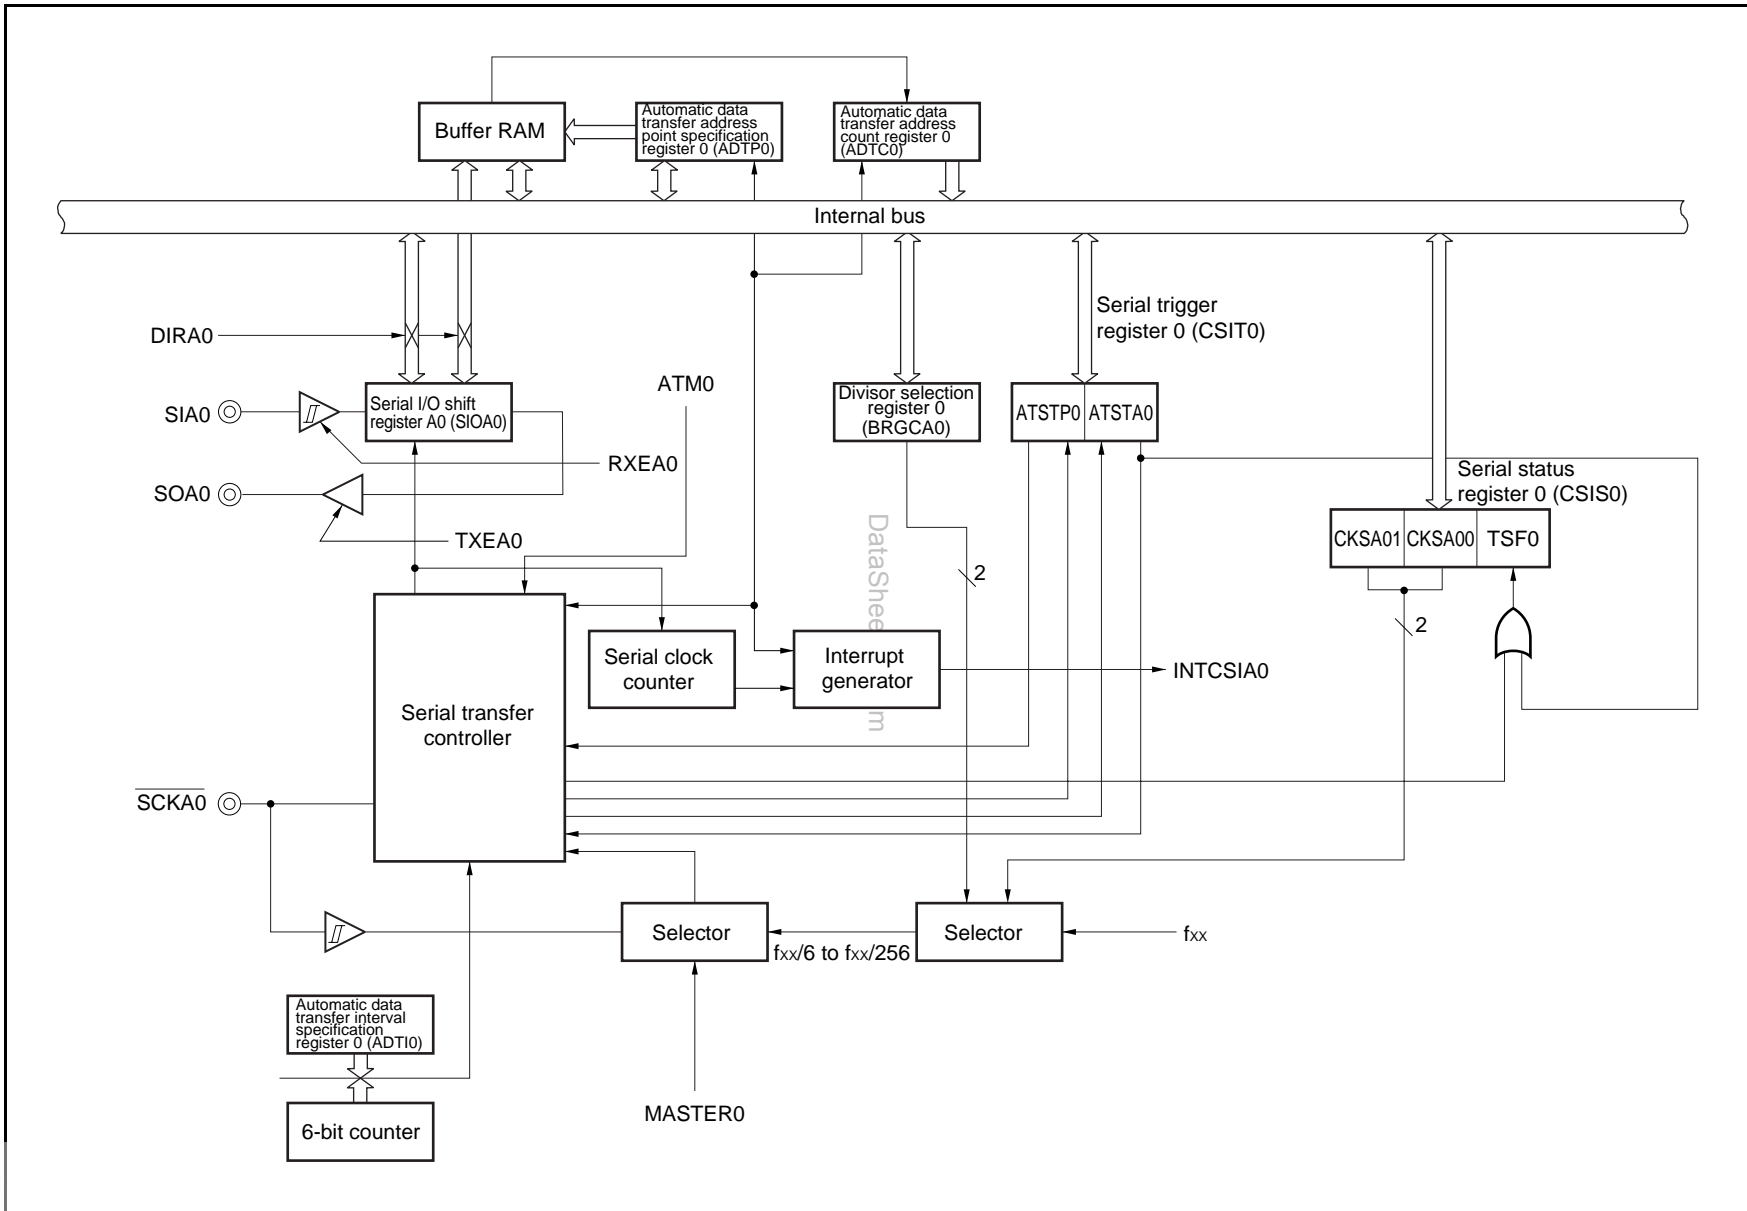 Buffer RAM
Automatic data
transfer address
point specification
register 0 (ADTP0)
Automatic data
transfer address
count register 0
(ADTC0)
Internal bus
DIRA0
Serial trigger
register 0 (CSIT0)
SIA0
Serial I/O shift
register A0 (SIOA0)
ATM0
Divisor selection
register 0
(BRGCA0)
ATSTP0
ATSTA0
RXEA0
SOA0
Serial status
register 0 (CSIS0)
TXEA0
CKSA01
CKSA00
TSF0
DataShee
m
2
2
Serial clock
counter
Interrupt
generator
INTCSIA0
Serial transfer
controller
SCKA0
Selector
fxx/6 to fxx/256
Selector
fxx
Automatic data
transfer interval
specification
register 0 (ADTI0)
MASTER0
6-bit counter